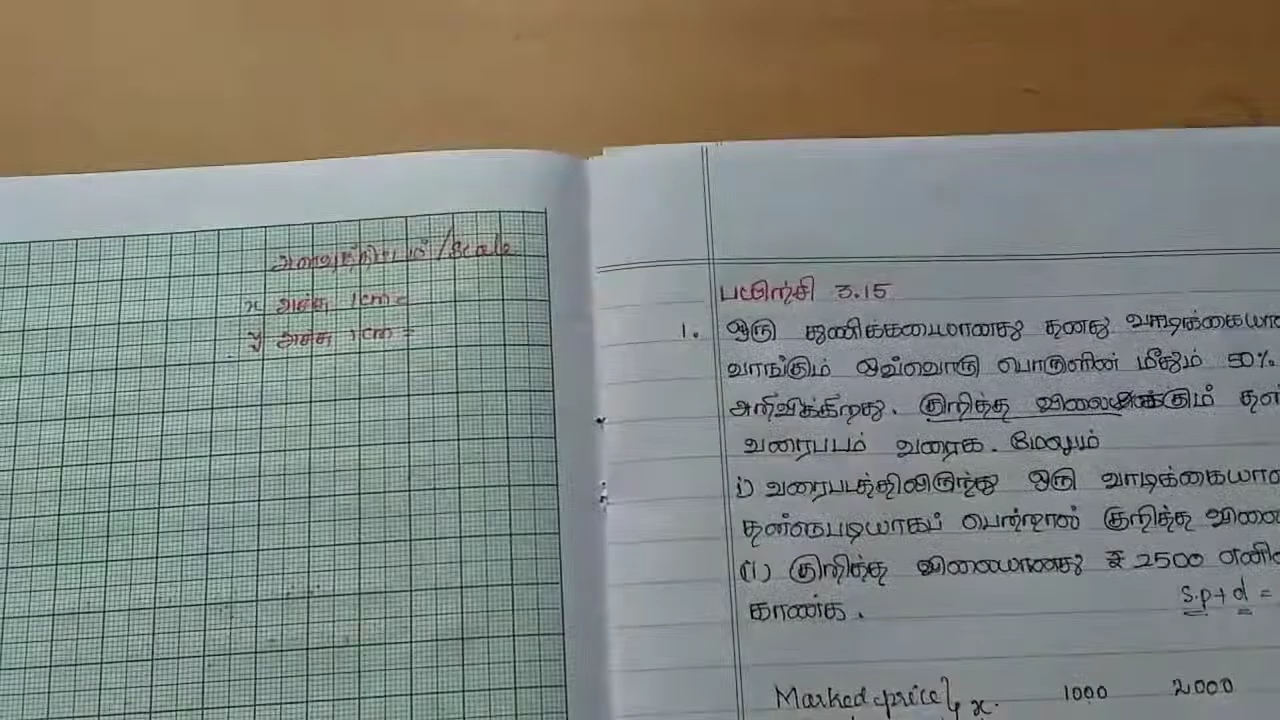 அளவுத்திட்டம் /Scale
x அச்சு 1cm =
y அச்சு 1cm =
பயிற்சி 3.15
1. ஒரு துணிக்கடையானது தனது வாடிக்கையா
வாங்கும் ஒவ்வொரு பொருளின் மீதும் 50%
அறிவிக்கிறது. குறித்த விலைக்கும் தள்
வரைபடம் வரைக. மேலும்
i) வரைபடத்திலிருந்து ஒரு வாடிக்கையாள
தள்ளுபடியாகப் பெற்றால் குறித்த விலை
(i) குறித்த விலையானது ₹ 2500 எனில்
காண்க.
S.P + d =
Marked price} x. 1000 2000